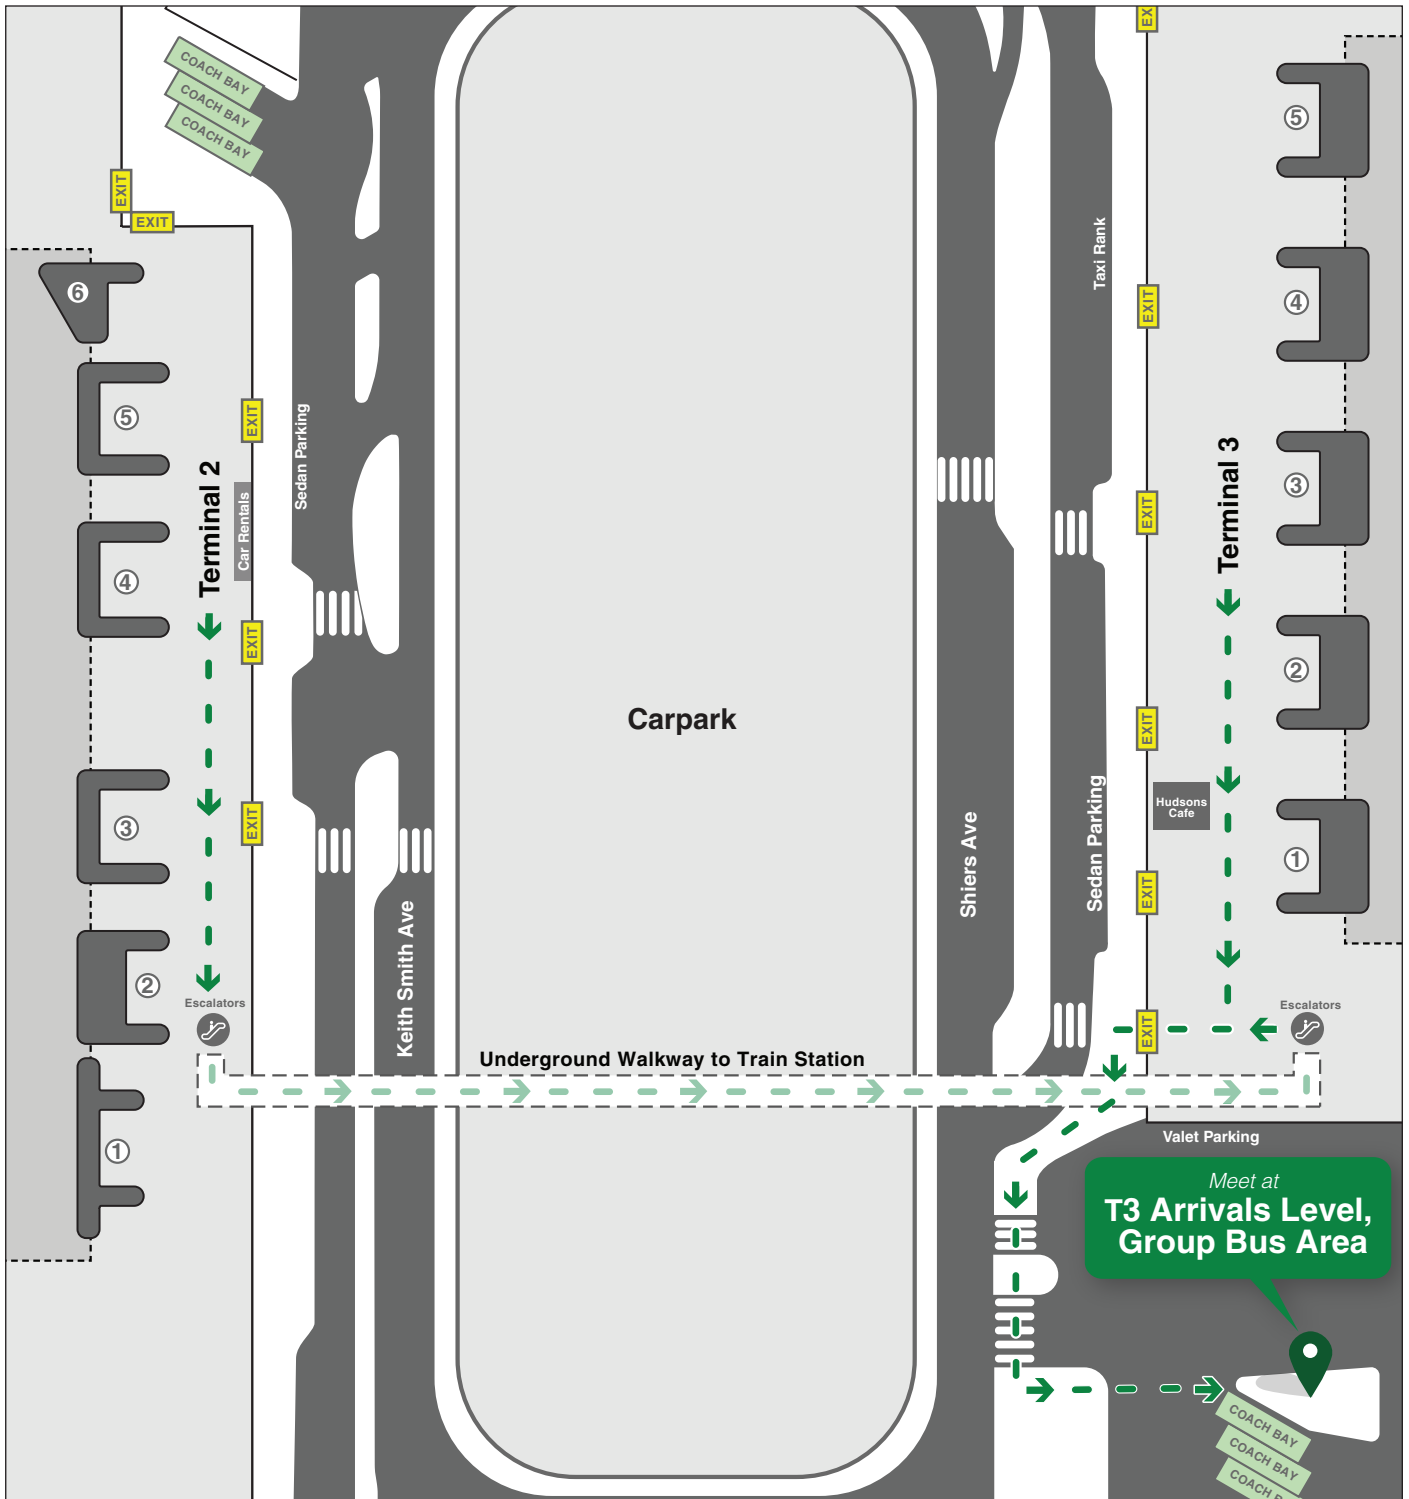 COACH BAY
COACH BAY
COACH BAY
EXIT
EXIT
6
5
4
3
2
1
Terminal 2
Car Rentals
EXIT
EXIT
EXIT
Sedan Parking
Keith Smith Ave
Escalators
Carpark
Underground Walkway to Train Station
Shiers Ave
Taxi Rank
Sedan Parking
EX
EXIT
EXIT
EXIT
EXIT
EXIT
Terminal 3
Hudsons
Cafe
5
4
3
2
1
Escalators
Valet Parking
Meet at
T3 Arrivals Level,
Group Bus Area
COACH BAY
COACH BAY
COACH B